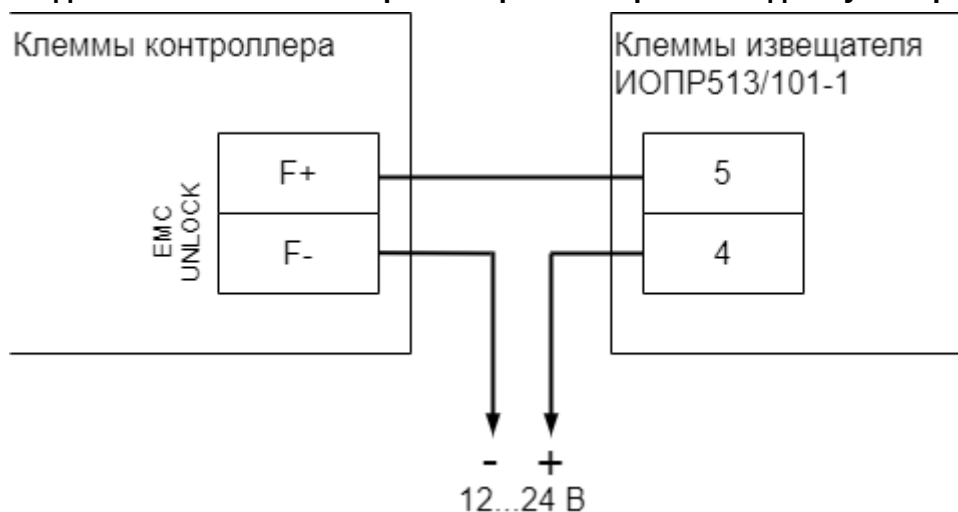 Клеммы контроллера
Клеммы извещателя
ИОПР513/101-1
EMC
UNLOCK
F+
5
F-
4
- +
12...24 В